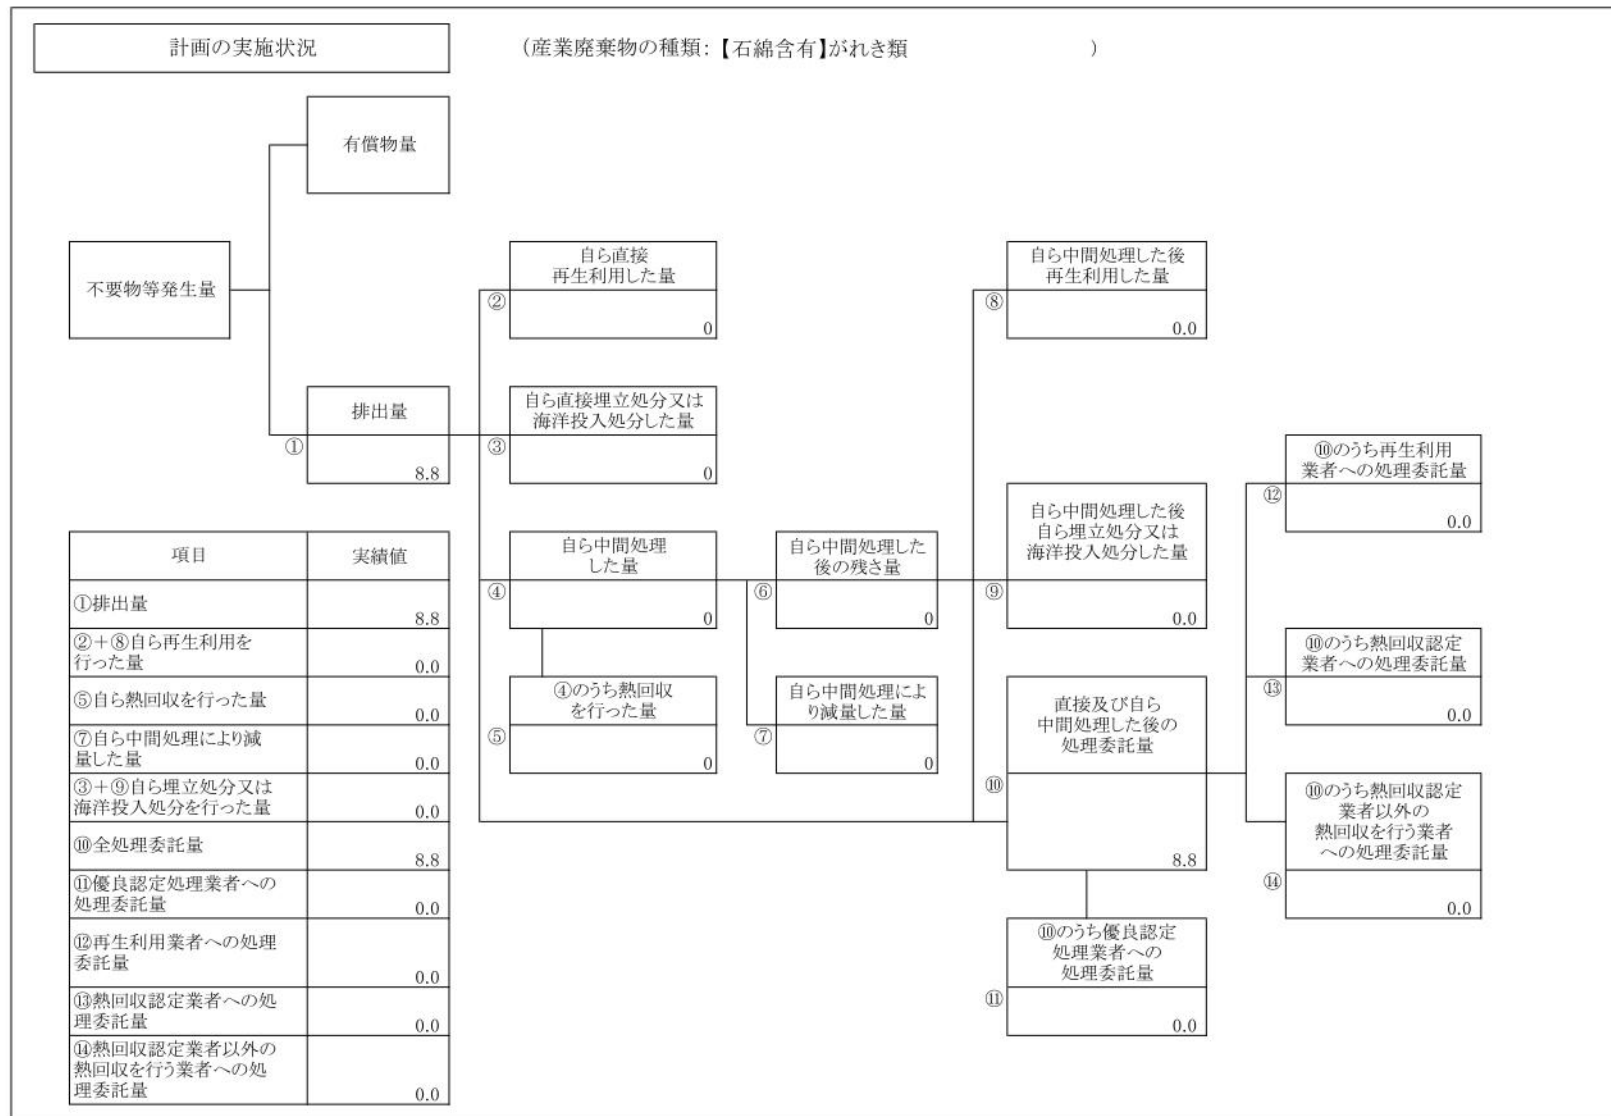 計画の実施状況
（産業廃棄物の種類：【石綿含有】がれき類　　　　　　）
有償物量
不要物等発生量
排出量
①
8.8
自ら直接
再生利用した量
②
0
自ら直接埋立処分又は
海洋投入処分した量
③
0
自ら中間処理
した量
④
0
④のうち熱回収
を行った量
⑤
0
自ら中間処理した
後の残さ量
⑥
0
自ら中間処理によ
り減量した量
⑦
0
自ら中間処理した後
再生利用した量
⑧
0.0
自ら中間処理した後
自ら埋立処分又は
海洋投入処分した量
⑨
0.0
直接及び自ら
中間処理した後の
処理委託量
⑩
8.8
⑩のうち優良認定
処理業者への
処理委託量
⑪
0.0
⑩のうち再生利用
業者への処理委託量
⑫
0.0
⑩のうち熱回収認定
業者への処理委託量
⑬
0.0
⑩のうち熱回収認定
業者以外の
熱回収を行う業者
への処理委託量
⑭
0.0
項目 実績値
①排出量
8.8
②＋⑧自ら再生利用を
行った量
0.0
⑤自ら熱回収を行った量
0.0
⑦自ら中間処理により減
量した量
0.0
③＋⑨自ら埋立処分又は
海洋投入処分を行った量
0.0
⑩全処理委託量
8.8
⑪優良認定処理業者への
処理委託量
0.0
⑫再生利用業者への処理
委託量
0.0
⑬熱回収認定業者への処
理委託量
0.0
⑭熱回収認定業者以外の
熱回収を行う業者への処
理委託量
0.0